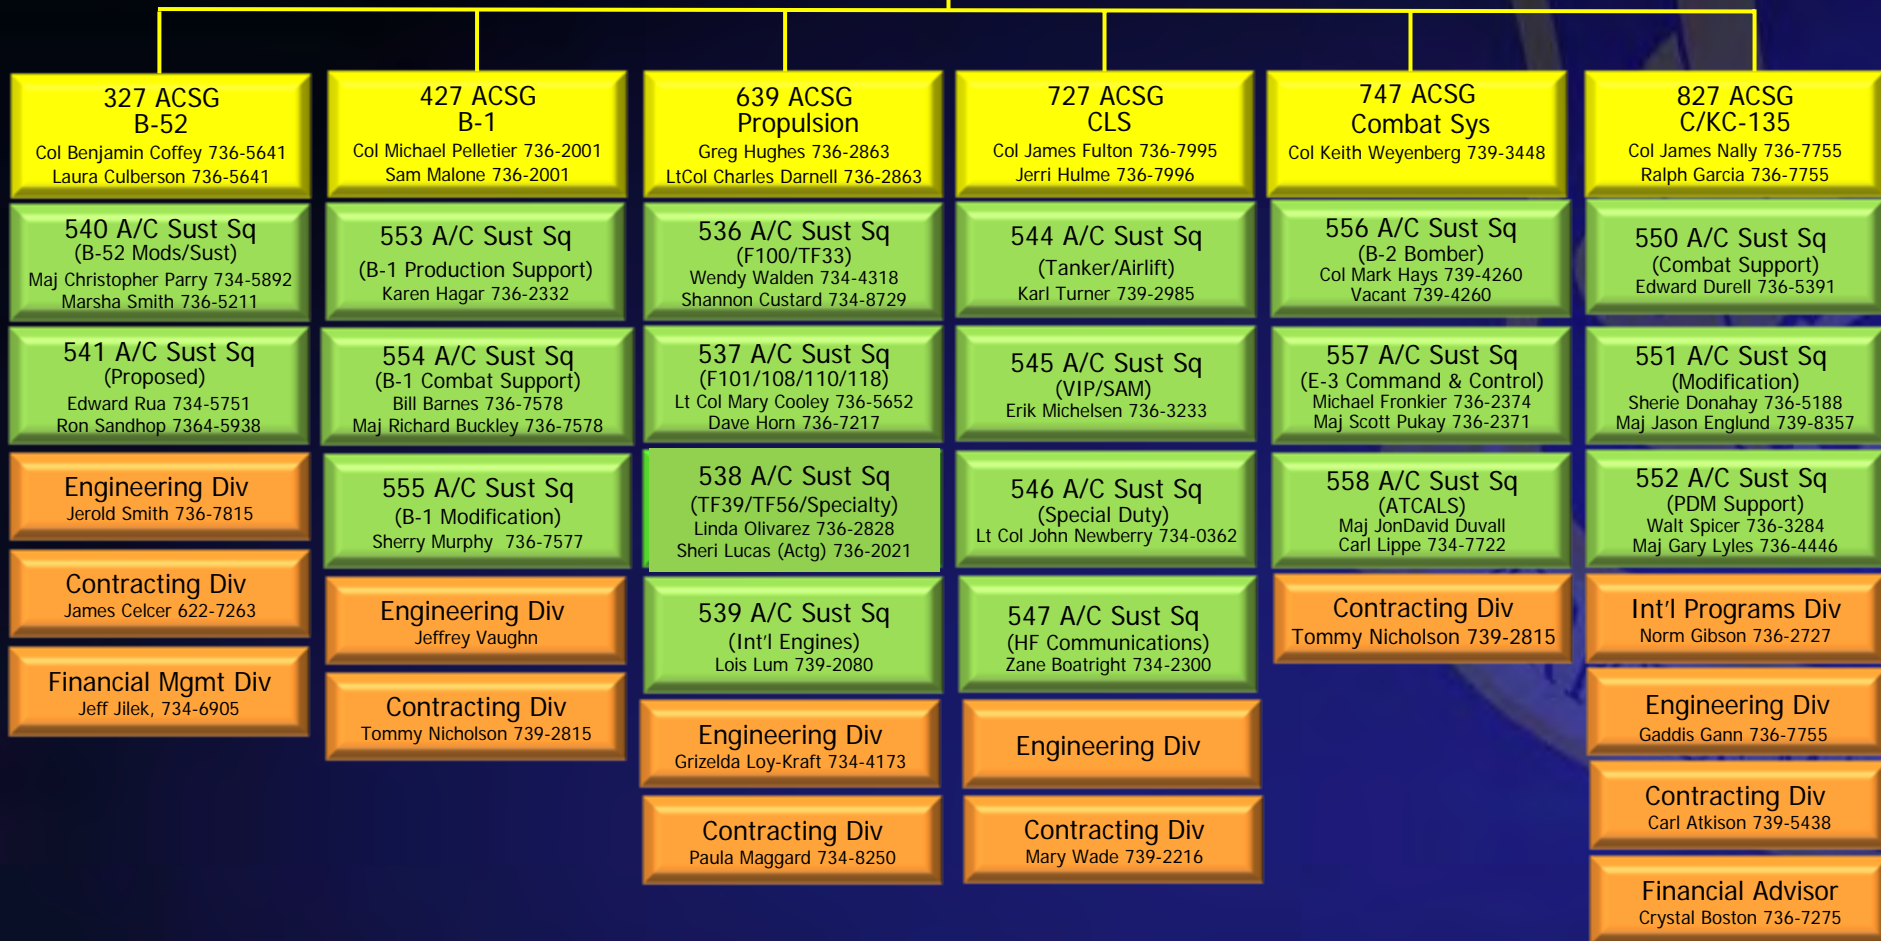 327 ACSG
B-52
Col Benjamin Coffey 736-5641
Laura Culberson 736-5641
540 A/C Sust Sq
(B-52 Mods/Sust)
Maj Christopher Parry 734-5892
Marsha Smith 736-5211
541 A/C Sust Sq
(Proposed)
Edward Rua 734-5751
Ron Sandhop 7364-5938
Engineering Div
Jerold Smith 736-7815
Contracting Div
James Celcer 622-7263
Financial Mgmt Div
Jeff Jilek, 734-6905
427 ACSG
B-1
Col Michael Pelletier 736-2001
Sam Malone 736-2001
553 A/C Sust Sq
(B-1 Production Support)
Karen Hagar 736-2332
554 A/C Sust Sq
(B-1 Combat Support)
Bill Barnes 736-7578
Maj Richard Buckley 736-7578
555 A/C Sust Sq
(B-1 Modification)
Sherry Murphy 736-7577
Engineering Div
Jeffrey Vaughn
Contracting Div
Tommy Nicholson 739-2815
639 ACSG
Propulsion
Greg Hughes 736-2863
LtCol Charles Darnell 736-2863
536 A/C Sust Sq
(F100/TF33)
Wendy Walden 734-4318
Shannon Custard 734-8729
537 A/C Sust Sq
(F101/108/110/118)
Lt Col Mary Cooley 736-5652
Dave Horn 736-7217
538 A/C Sust Sq
(TF39/TF56/Specialty)
Linda Olivarez 736-2828
Sheri Lucas (Actg) 736-2021
539 A/C Sust Sq
(Int'l Engines)
Lois Lum 739-2080
Engineering Div
Grizelda Loy-Kraft 734-4173
Contracting Div
Paula Maggard 734-8250
727 ACSG
CLS
Col James Fulton 736-7995
Jerri Hulme 736-7996
544 A/C Sust Sq
(Tanker/Airlift)
Karl Turner 739-2985
545 A/C Sust Sq
(VIP/SAM)
Erik Michelsen 736-3233
546 A/C Sust Sq
(Special Duty)
Lt Col John Newberry 734-0362
547 A/C Sust Sq
(HF Communications)
Zane Boatright 734-2300
Engineering Div
Contracting Div
Mary Wade 739-2216
747 ACSG
Combat Sys
Col Keith Weyenberg 739-3448
556 A/C Sust Sq
(B-2 Bomber)
Col Mark Hays 739-4260
Vacant 739-4260
557 A/C Sust Sq
(E-3 Command & Control)
Michael Fronkier 736-2374
Maj Scott Pukay 736-2371
558 A/C Sust Sq
(ATCALS)
Maj JonDavid Duvall
Carl Lippe 734-7722
Contracting Div
Tommy Nicholson 739-2815
827 ACSG
C/KC-135
Col James Nally 736-7755
Ralph Garcia 736-7755
550 A/C Sust Sq
(Combat Support)
Edward Durell 736-5391
551 A/C Sust Sq
(Modification)
Sherie Donahay 736-5188
Maj Jason Englund 739-8357
552 A/C Sust Sq
(PDM Support)
Walt Spicer 736-3284
Maj Gary Lyles 736-4446
Int'l Programs Div
Norm Gibson 736-2727
Engineering Div
Gaddis Gann 736-7755
Contracting Div
Carl Atkison 739-5438
Financial Advisor
Crystal Boston 736-7275